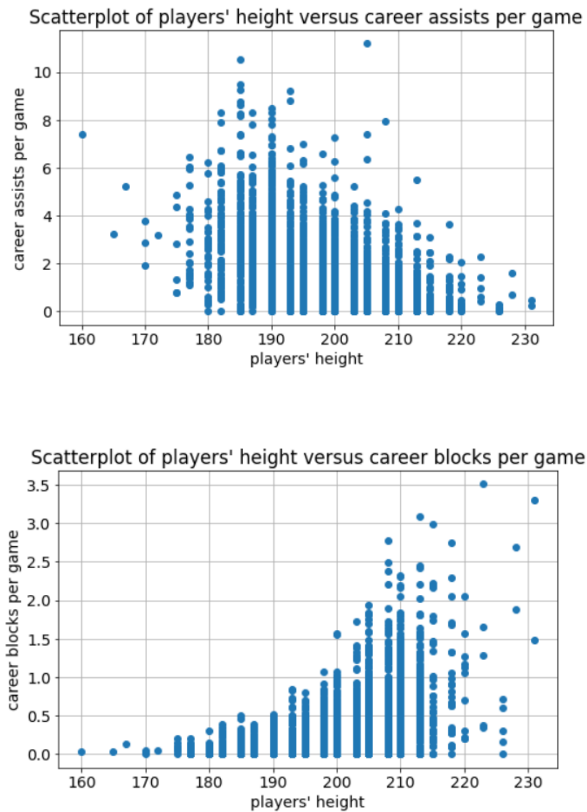 Scatterplot of players' height versus career assists per game
career assists per game
10
8
6
4
2
0
160 170 180 190 200 210 220 230
players' height
Scatterplot of players' height versus career blocks per game
career blocks per game
3.5
3.0
2.5
2.0
1.5
1.0
0.5
0.0
160 170 180 190 200 210 220 230
players' height